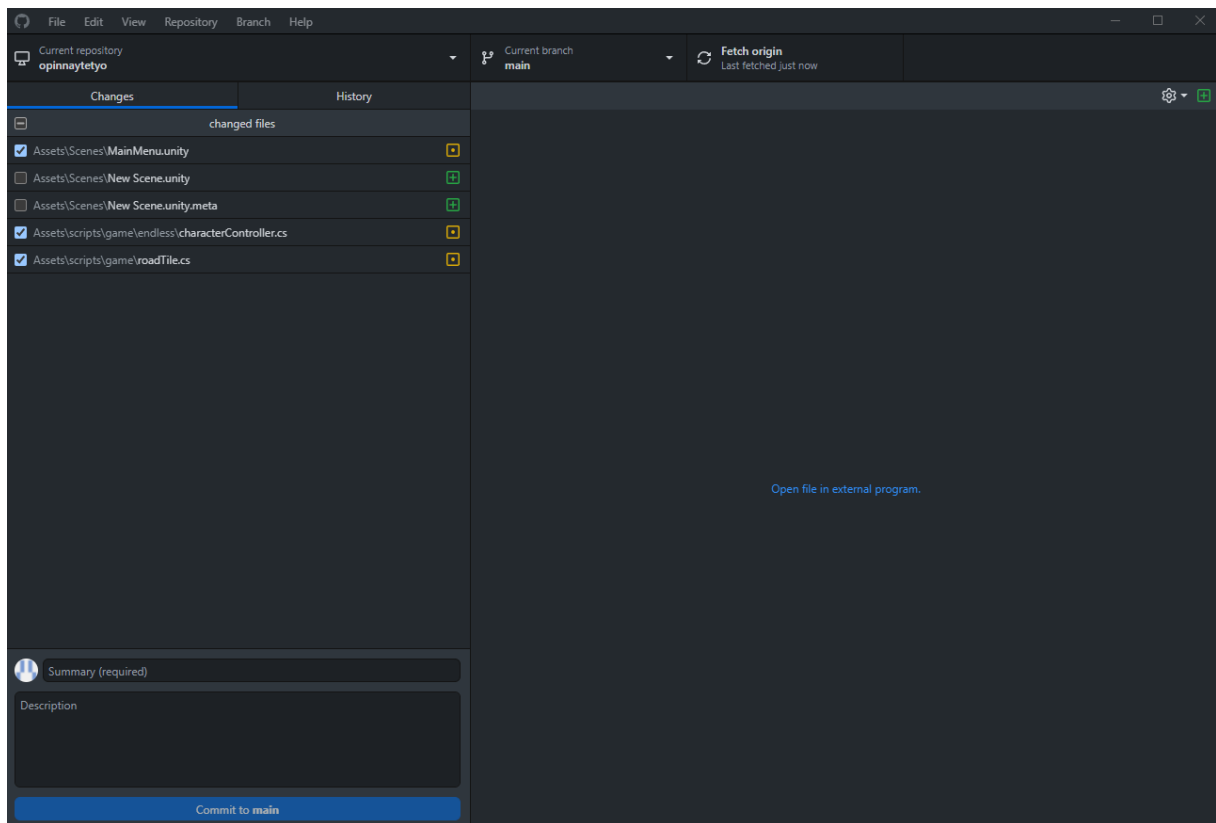 File Edit View Repository Branch Help
Current repository
opinnaytetyo
Current branch
main
Fetch origin
Last fetched just now
Changes
History
changed files
Assets\Scenes\MainMenu.unity
Assets\Scenes\New Scene.unity
Assets\Scenes\New Scene.unity.meta
Assets\scripts\game\endless\characterController.cs
Assets\scripts\game\roadTile.cs
Open file in external program.
Summary (required)
Description
Commit to main